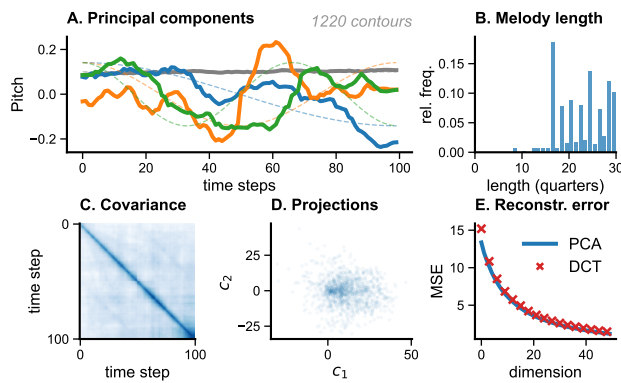 A. Principal components
1220 contours
Pitch
0.2
0.0
−0.2
0 20 40 60 80 100
time steps
B. Melody length
rel. freq.
0.15
0.10
0.05
0.00
0 10 20 30
length (quarters)
C. Covariance
time step
0
100
0 100
time step
D. Projections
c2
25
0
−25
0 50
c1
E. Reconstr. error
MSE
15
10
5
PCA
DCT
0 20 40
dimension